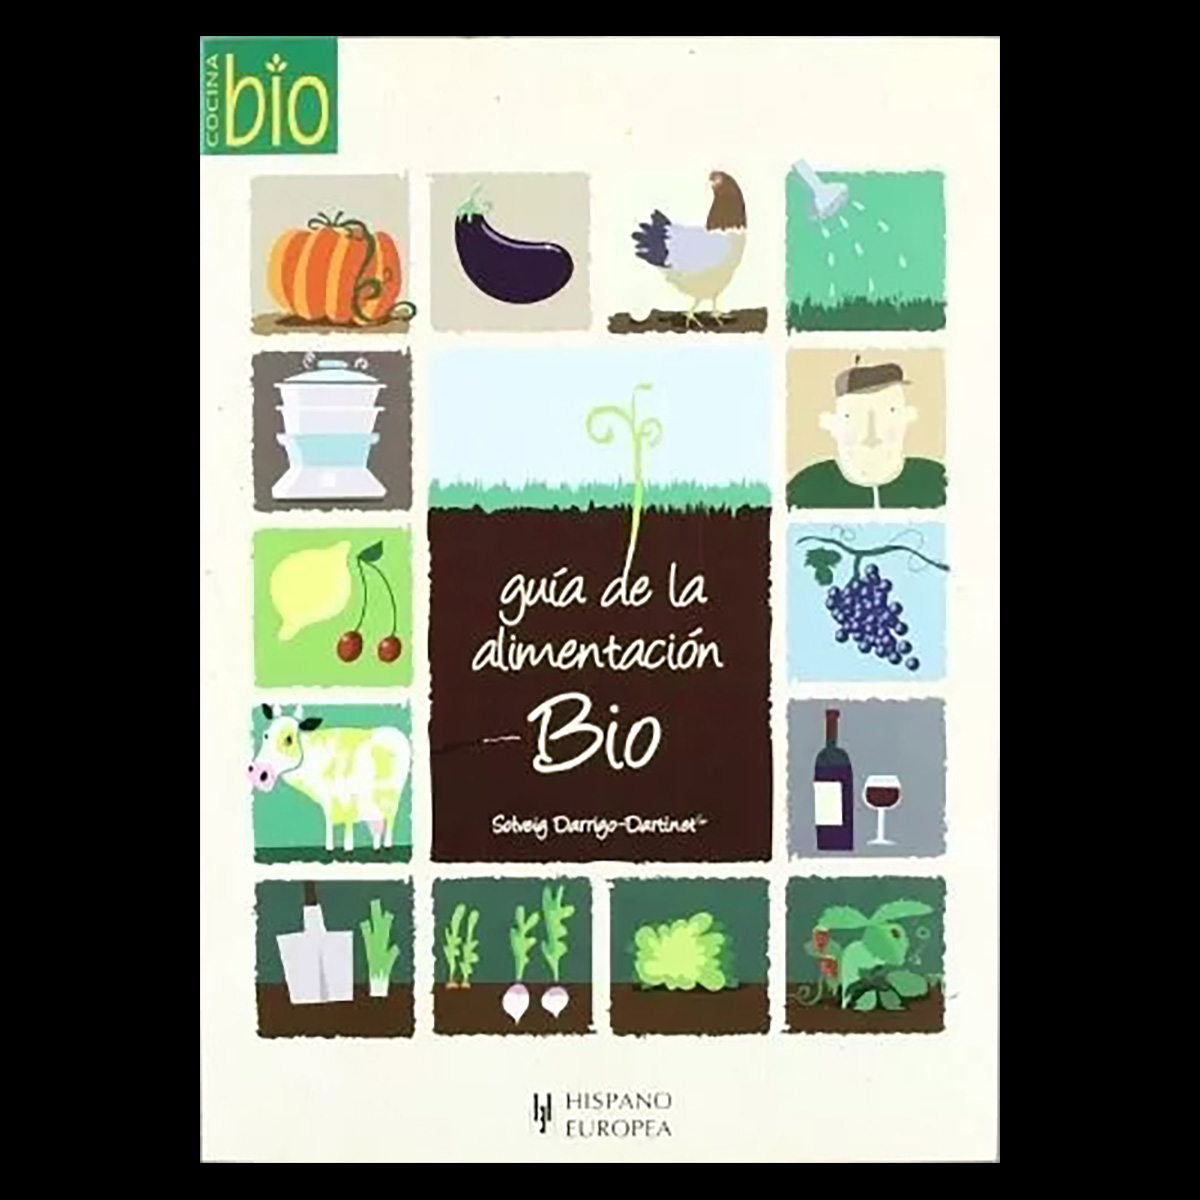 COCINA
bio
guía de la
alimentación
Bio
Solveig Darrigo-Dartinet
HISPANO
EUROPEA